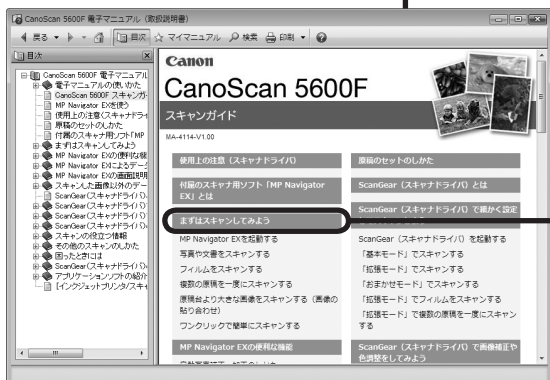 CanoScan 5600F 電子マニュアル（取扱説明書）
戻る
目次
マイマニュアル
検索
印刷
目次
CanoScan 5600F 電子マニュアル
電子マニュアルの使いかた
CanoScan 5600F スキャンガ
MP Navigator EXを使う
使用上の注意(スキャナドライ
原稿のセットのしかた
付属のスキャナ用ソフト「MP
まずはスキャンしてみよう
MP Navigator EXの便利な機
MP Navigator EXによるデー
MP Navigator EXの画面説明
スキャンした画像以外のデー
ScanGear(スキャナドライバ)
ScanGear(スキャナドライバ)
スキャンの役立つ情報
その他のスキャンのしかた
困ったときには
ScanGear(スキャナドライバ)
アプリケーションソフトの紹介
[インクジェットプリンタ/スキャ
Canon
CanoScan 5600F
スキャンガイド
MA-4114-V1.00
使用上の注意（スキャナドライバ）
付属のスキャナ用ソフト「MP Navigator
EX」とは
まずはスキャンしてみよう
MP Navigator EXを起動する
写真や文書をスキャンする
フィルムをスキャンする
複数の原稿を一度にスキャンする
原稿台より大きな画像をスキャンする（画像の
貼り合わせ）
ワンクリックで簡単にスキャンする
MP Navigator EXの便利な機能
原稿のセットのしかた
ScanGear（スキャナドライバ）とは
ScanGear（スキャナドライバ）で細かく設定
ScanGear（スキャナドライバ）を起動する
「基本モード」でスキャンする
「拡張モード」でスキャンする
「おまかせモード」でスキャンする
「拡張モード」でフィルムをスキャンする
「拡張モード」で複数の原稿を一度にスキャン
する
ScanGear（スキャナドライバ）で画像補正や
色調整をしてみよう